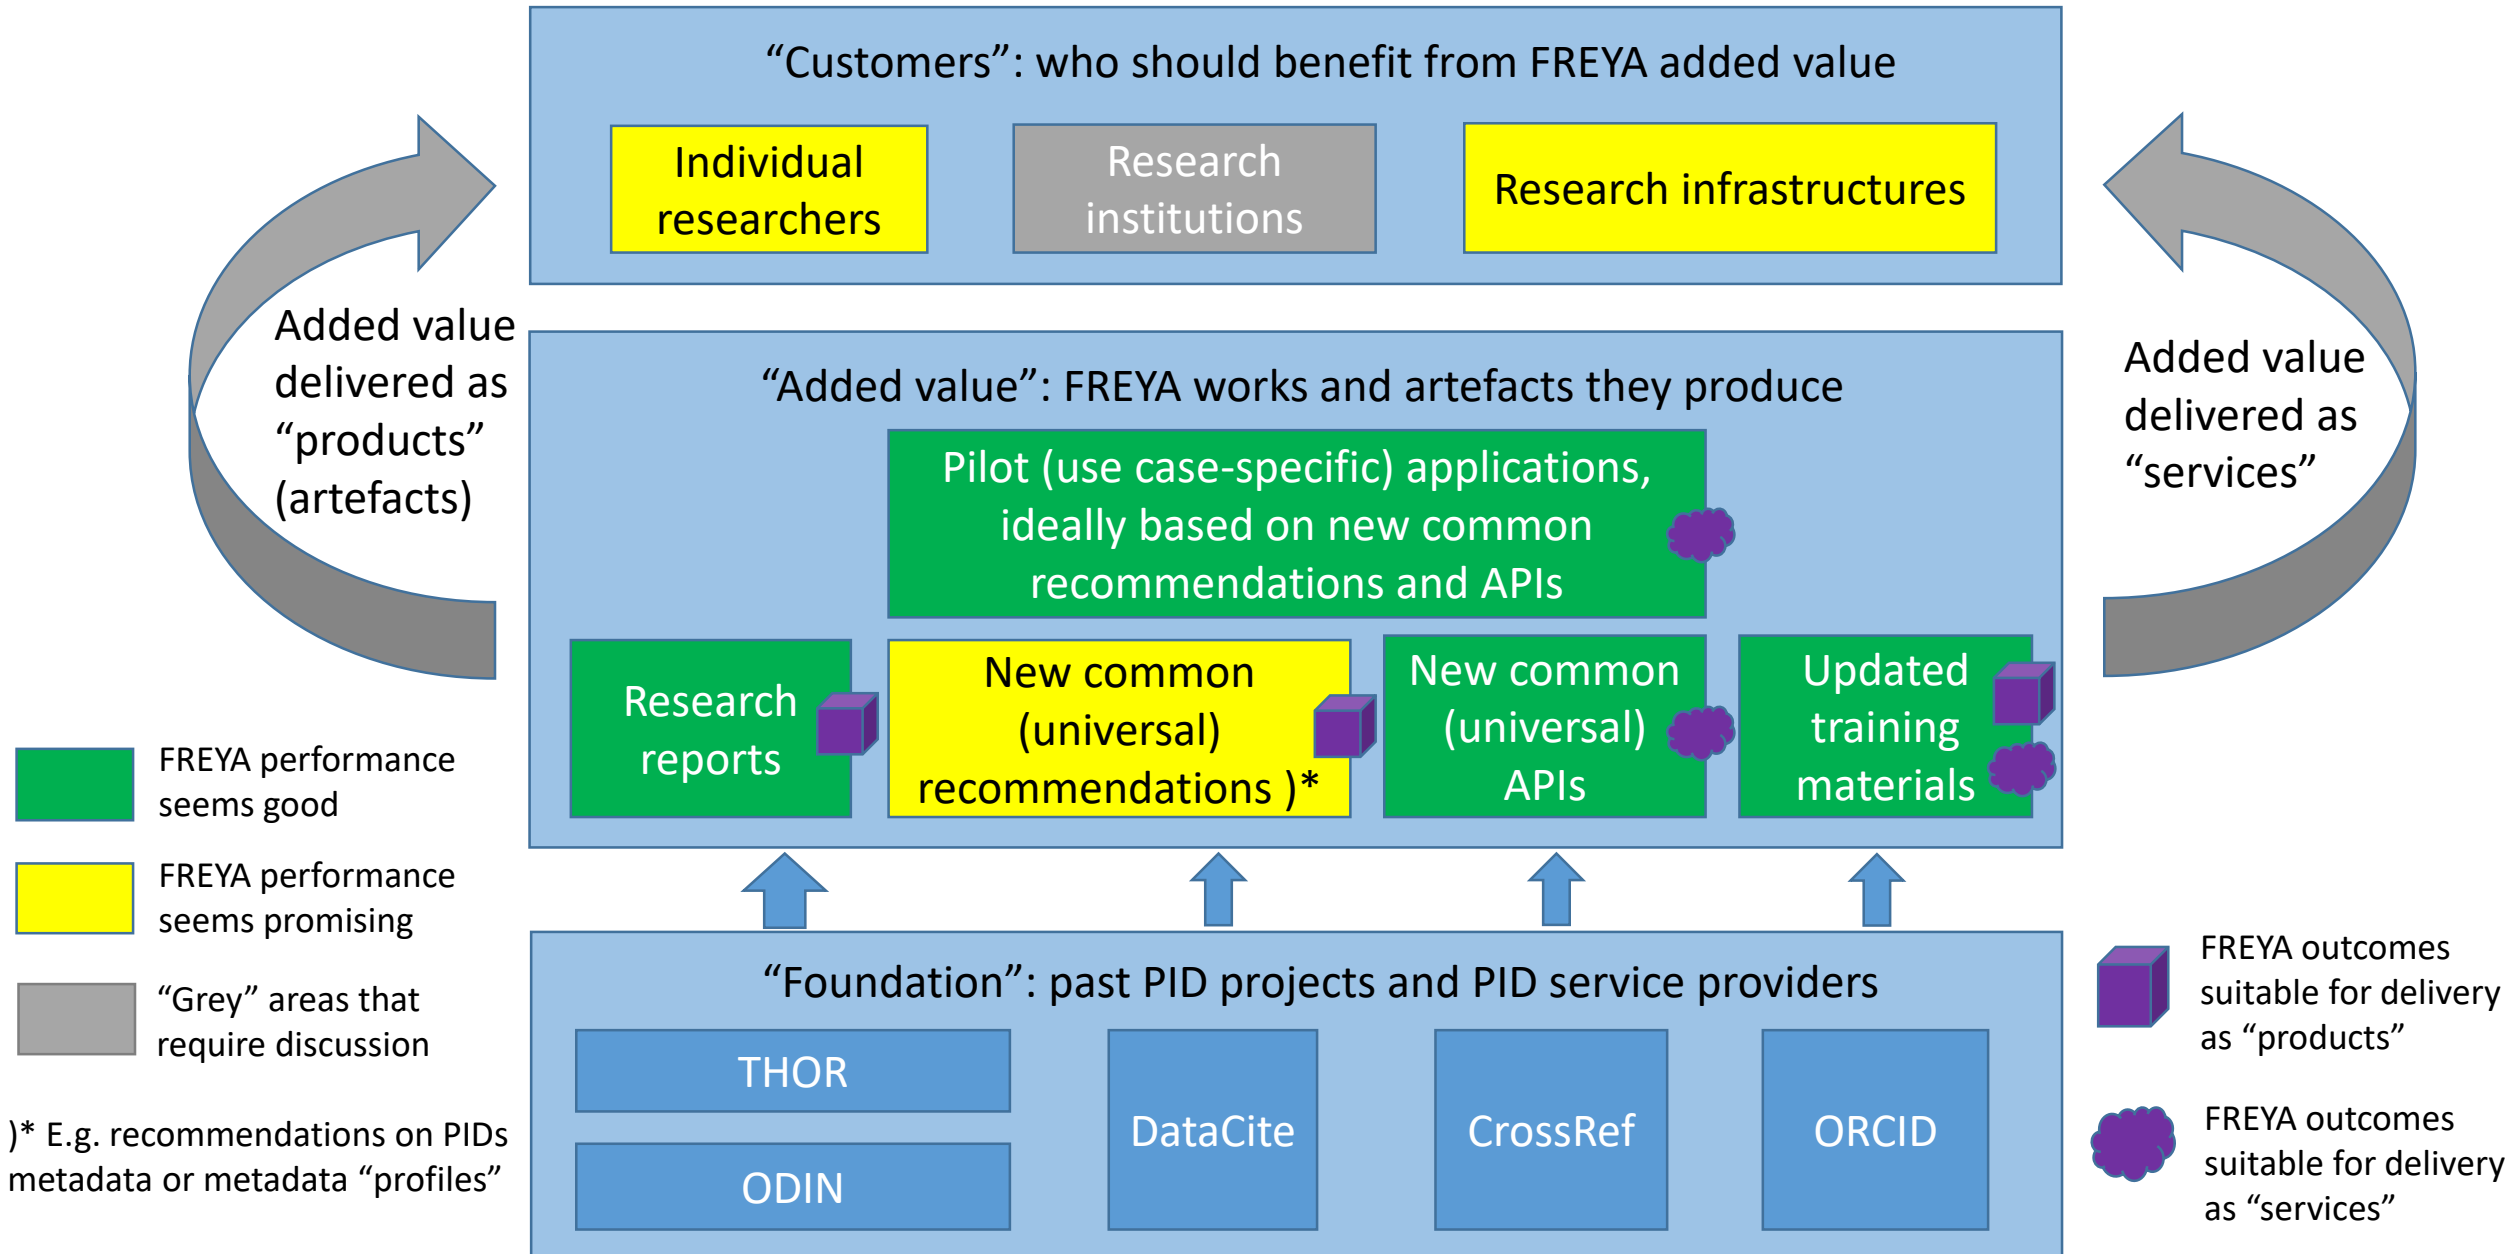 “Customers”: who should benefit from FREYA added value
Individual
researchers
Research
institutions
Research infrastructures
Added value
delivered as
“products”
(artefacts)
Added value
delivered as
“services”
“Added value”: FREYA works and artefacts they produce
Pilot (use case-specific) applications,
ideally based on new common
recommendations and APIs
Research
reports
New common
(universal)
recommendations )*
New common
(universal)
APIs
Updated
training
materials
“Foundation”: past PID projects and PID service providers
THOR
ODIN
DataCite
CrossRef
ORCID
FREYA performance
seems good
FREYA performance
seems promising
“Grey” areas that
require discussion
)* E.g. recommendations on PIDs
metadata or metadata “profiles”
FREYA outcomes
suitable for delivery
as “products”
FREYA outcomes
suitable for delivery
as “services”